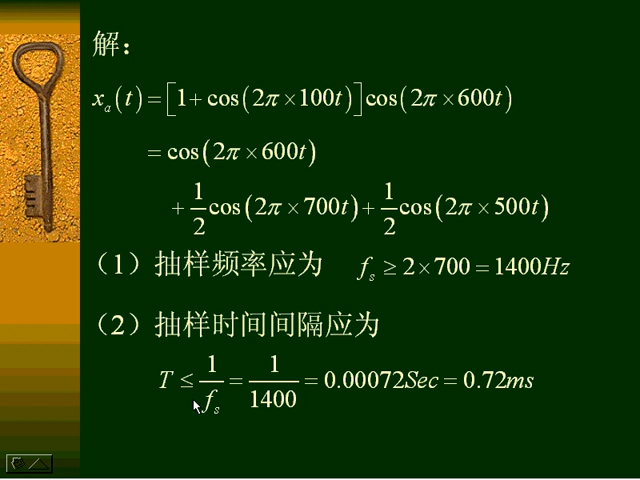 解：
xₐ(t) = [1 + cos(2π×100t)]cos(2π×600t)
= cos(2π×600t)
+ 1/2 cos(2π×700t) + 1/2 cos(2π×500t)
（1）抽样频率应为 fₛ ≥ 2×700 = 1400Hz
（2）抽样时间间隔应为
T ≤ 1/fₛ = 1/1400 = 0.00072Sec = 0.72ms